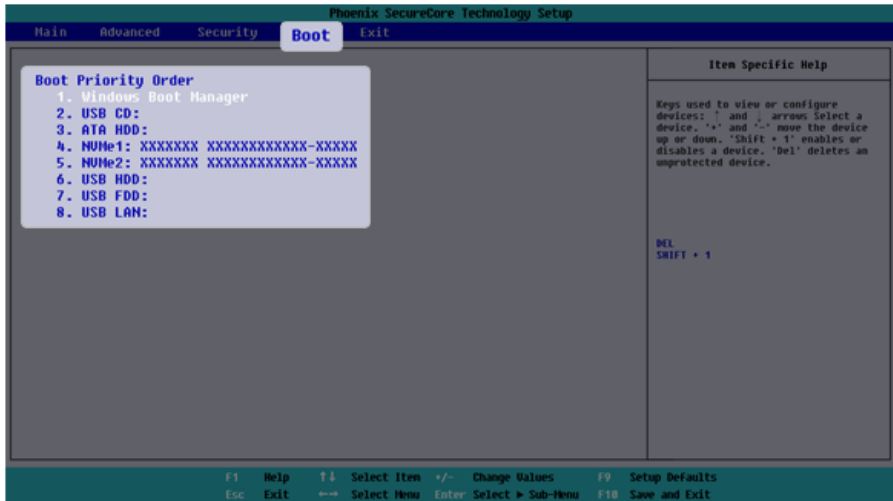 Phoenix SecureCore Technology Setup
Main Advanced Security Boot Exit
Boot Priority Order
1. Windows Boot Manager
2. USB CD:
3. ATA HDD:
4. NVMe1: XXXXXXX XXXXXXXXXXXX-XXXXX
5. NVMe2: XXXXXXX XXXXXXXXXXXX-XXXXX
6. USB HDD:
7. USB FDD:
8. USB LAN:
Item Specific Help
Keys used to view or configure
devices: ↑ and ↓ arrows Select a
device. '+' and '-' move the device
up or down. 'Shift + 1' enables or
disables a device. 'Del' deletes an
unprotected device.
DEL
SHIFT + 1
F1 Help ↑↓ Select Item +/- Change Values F9 Setup Defaults
Esc Exit ←→ Select Menu Enter Select ▶ Sub-Menu F10 Save and Exit